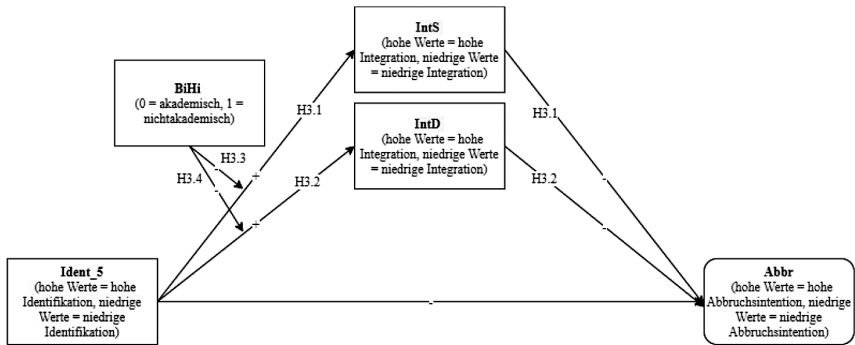 IntS
(hohe Werte = hohe
Integration, niedrige Werte
= niedrige Integration)
BiHi
(0 = akademisch, 1 =
nichtakademisch)
H3.1
H3.1
IntD
(hohe Werte = hohe
Integration, niedrige Werte
= niedrige Integration)
H3.3
-
+
H3.4
-
H3.2
H3.2
-
+
-
Ident_5
(hohe Werte = hohe
Identifikation, niedrige
Werte = niedrige
Identifikation)
-
Abbr
(hohe Werte = hohe
Abbruchsintention, niedrige
Werte = niedrige
Abbruchsintention)